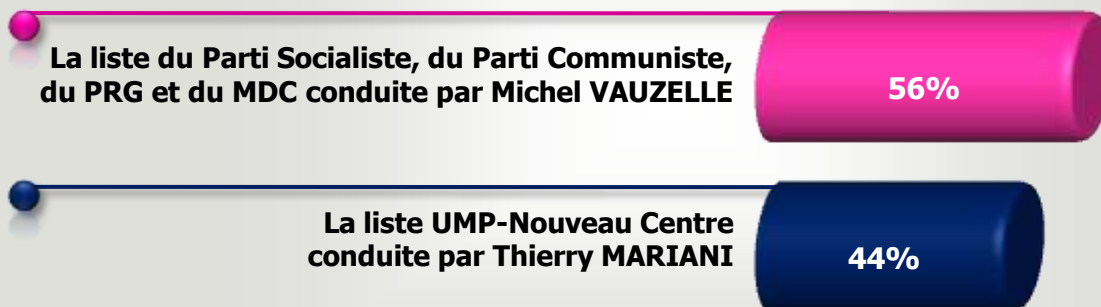 La liste du Parti Socialiste, du Parti Communiste,
du PRG et du MDC conduite par Michel VAUZELLE
56%
La liste UMP-Nouveau Centre
conduite par Thierry MARIANI
44%